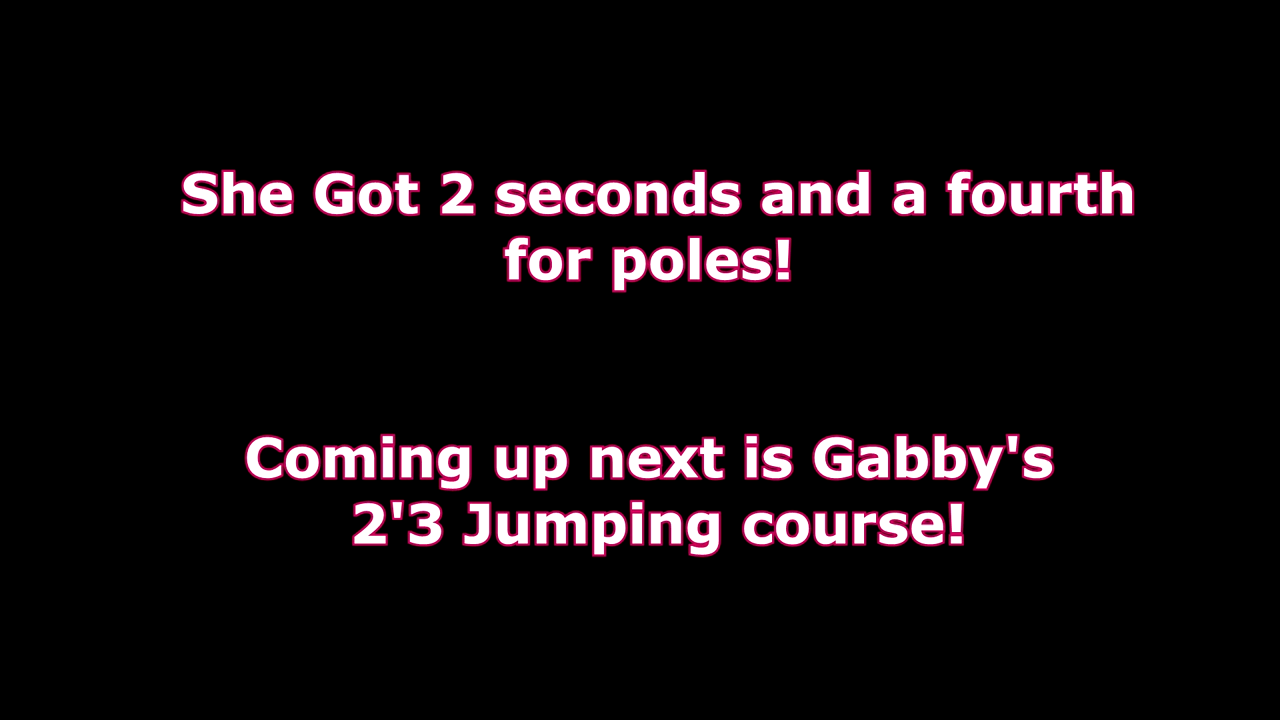 She Got 2 seconds and a fourth
for poles!
Coming up next is Gabby's
2'3 Jumping course!